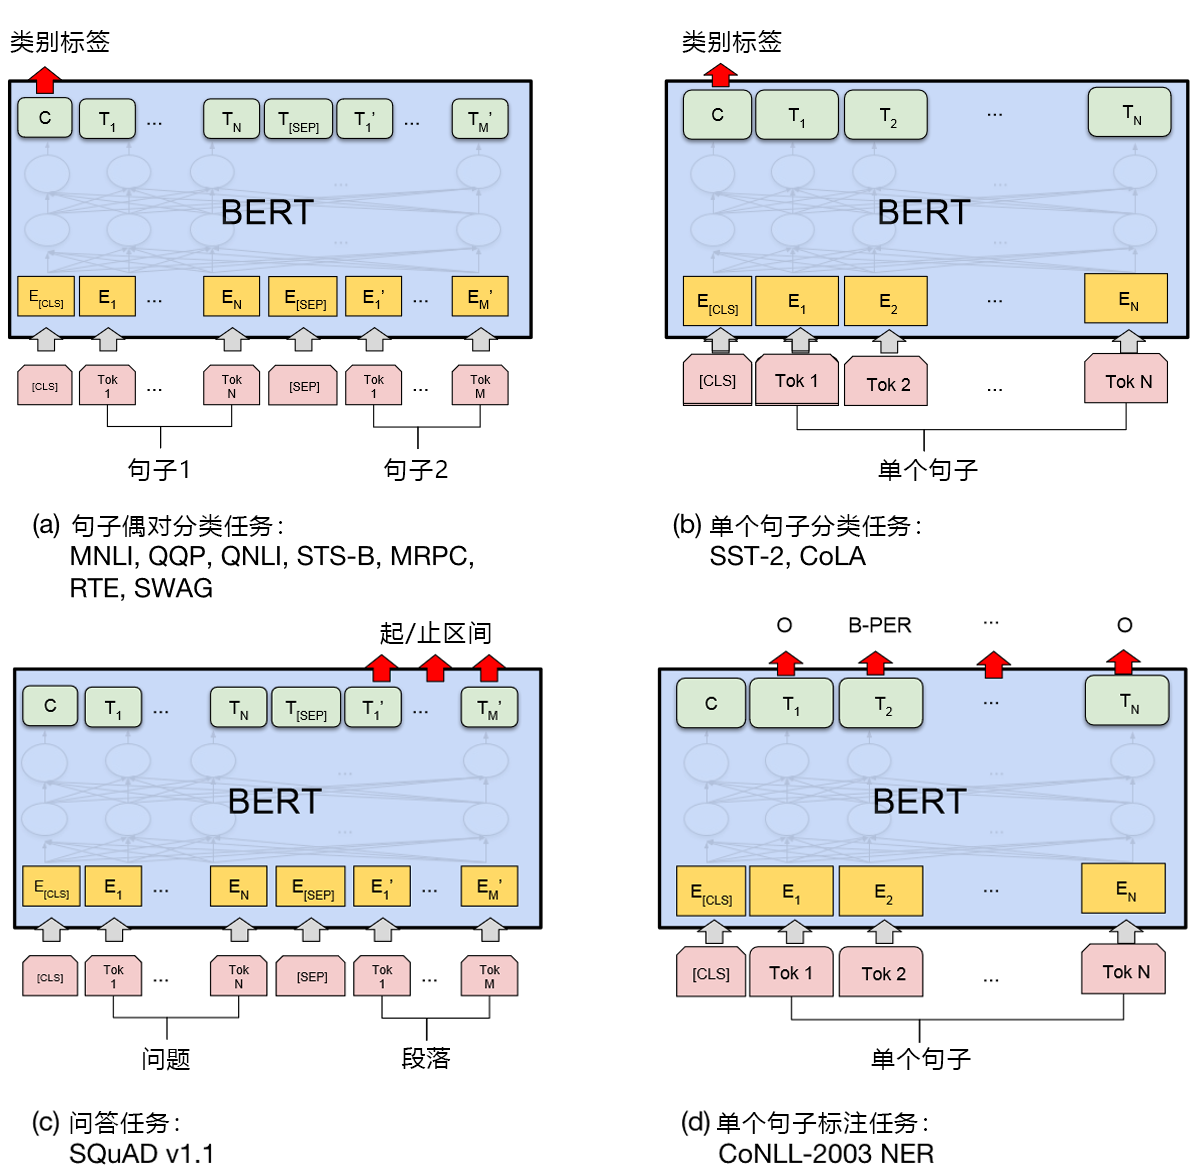 类别标签
C T1 ... TN T[SEP] T1’ ... TM’
...
BERT
...
E[CLS] E1 ... EN E[SEP] E1’ ... EM’
[CLS] Tok 1 ... Tok N [SEP] Tok 1 ... Tok M
句子1 句子2
(a) 句子偶对分类任务:
MNLI, QQP, QNLI, STS-B, MRPC,
RTE, SWAG
类别标签
C T1 T2 ... TN
...
BERT
...
E[CLS] E1 E2 ... EN
[CLS] Tok 1 Tok 2 ... Tok N
单个句子
(b) 单个句子分类任务:
SST-2, CoLA
起/止区间
C T1 ... TN T[SEP] T1’ ... TM’
...
BERT
...
E[CLS] E1 ... EN E[SEP] E1’ ... EM’
[CLS] Tok 1 ... Tok N [SEP] Tok 1 ... Tok M
问题 段落
(c) 问答任务:
SQuAD v1.1
O B-PER ... O
C T1 T2 ... TN
...
BERT
...
E[CLS] E1 E2 ... EN
[CLS] Tok 1 Tok 2 ... Tok N
单个句子
(d) 单个句子标注任务:
CoNLL-2003 NER